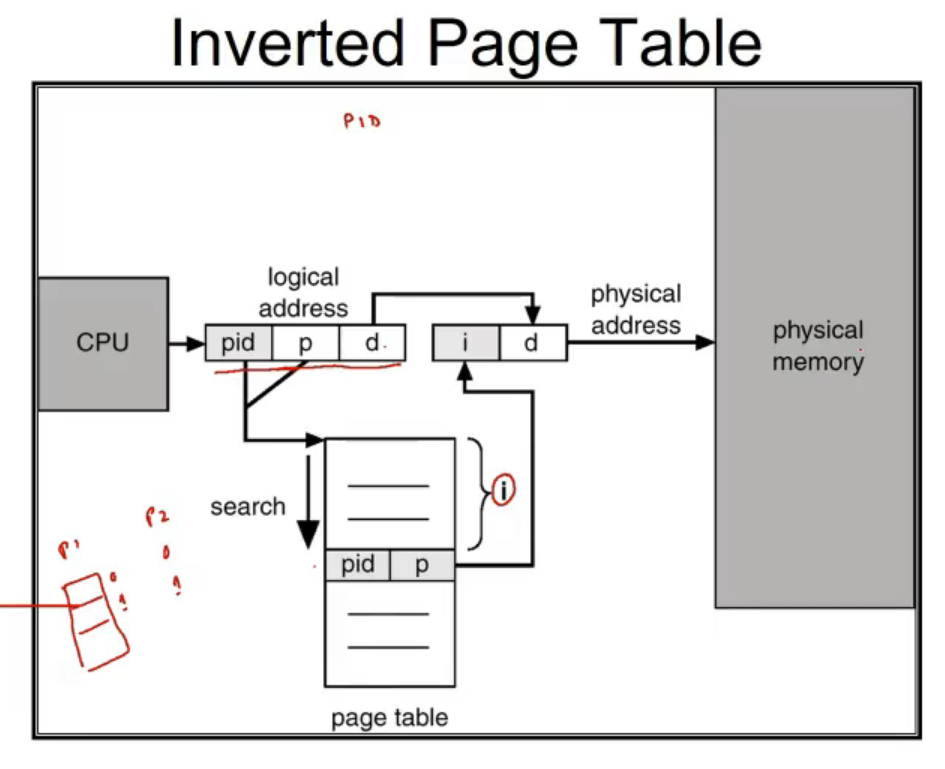 Inverted Page Table
PID
logical
address
physical
address
CPU
pid p d
i d
physical
memory
search
i
pid p
P1
P2
0
1
0
1
page table